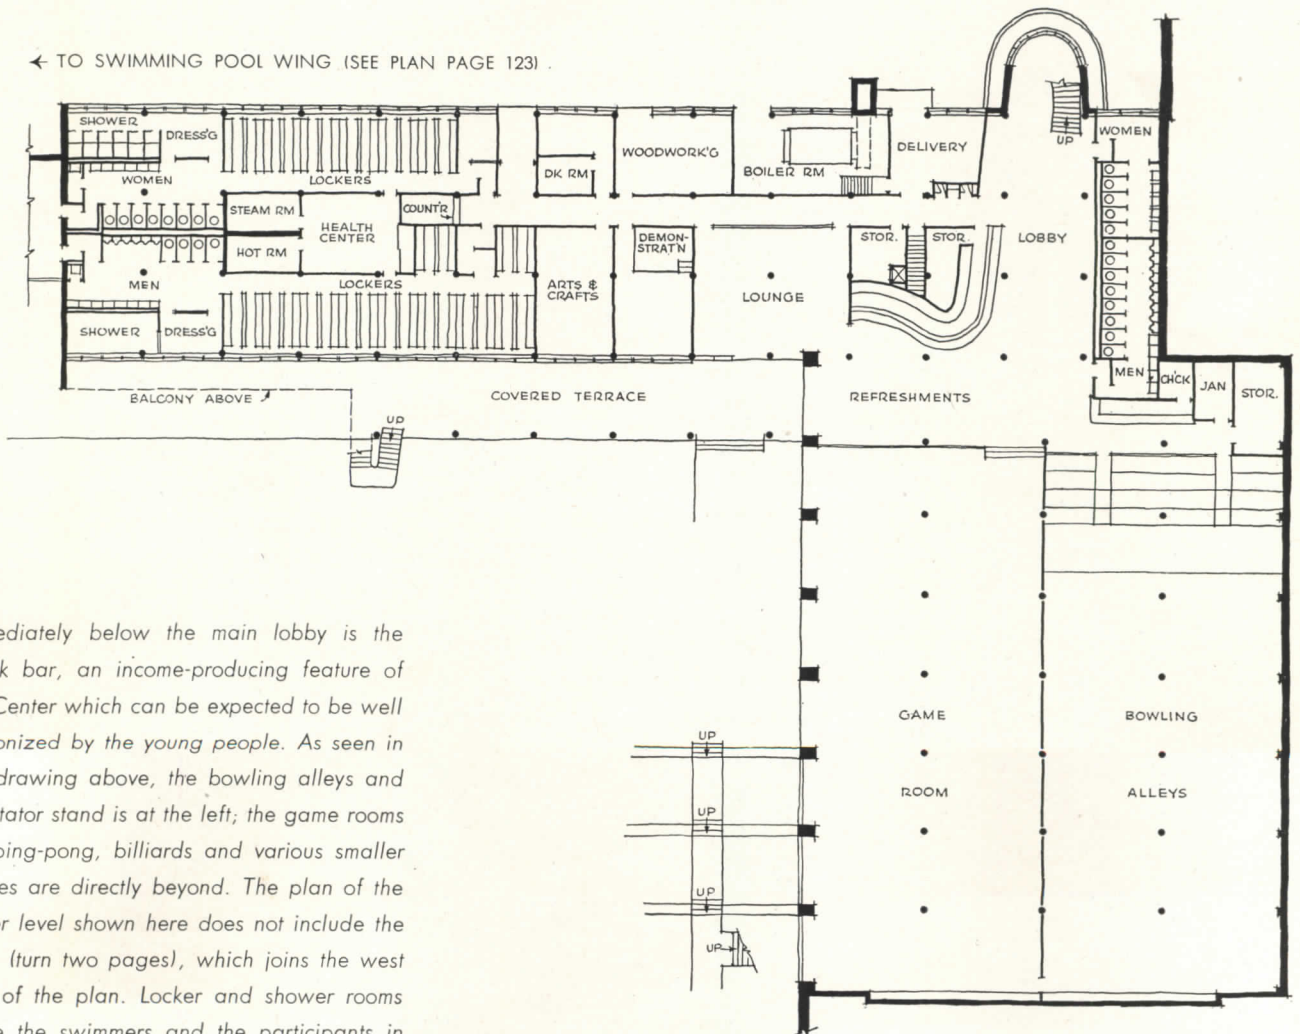 ← TO SWIMMING POOL WING (SEE PLAN PAGE 123).
SHOWER
DRESS'G
WOMEN
LOCKERS
STEAM RM
COUNT'R
HEALTH
CENTER
HOT RM
MEN
LOCKERS
SHOWER
DRESS'G
DK RM
WOODWORK'G
BOILER RM
DELIVERY
UP
WOMEN
DEMON-
STRAT'N
ARTS &
CRAFTS
LOUNGE
STOR.
STOR.
LOBBY
MEN
CH'CK
JAN
STOR.
BALCONY ABOVE
UP
COVERED TERRACE
REFRESHMENTS
GAME
ROOM
BOWLING
ALLEYS
UP
UP
UP
UP
ediately below the main lobby is the
k bar, an income-producing feature of
Center which can be expected to be well
onized by the young people. As seen in
drawing above, the bowling alleys and
tator stand is at the left; the game rooms
ping-pong, billiards and various smaller
es are directly beyond. The plan of the
r level shown here does not include the
(turn two pages), which joins the west
of the plan. Locker and shower rooms
e the swimmers and the participants in